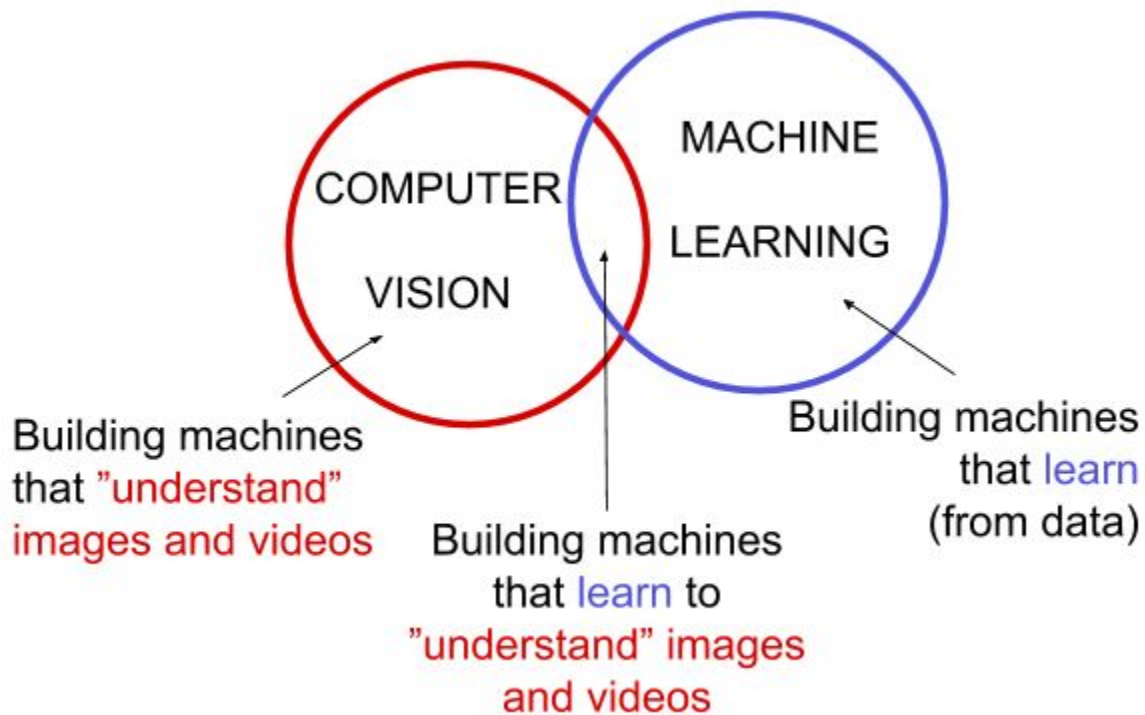 COMPUTER
VISION
MACHINE
LEARNING
Building machines
that ”understand”
images and videos
Building machines
that learn to
”understand” images
and videos
Building machines
that learn
(from data)